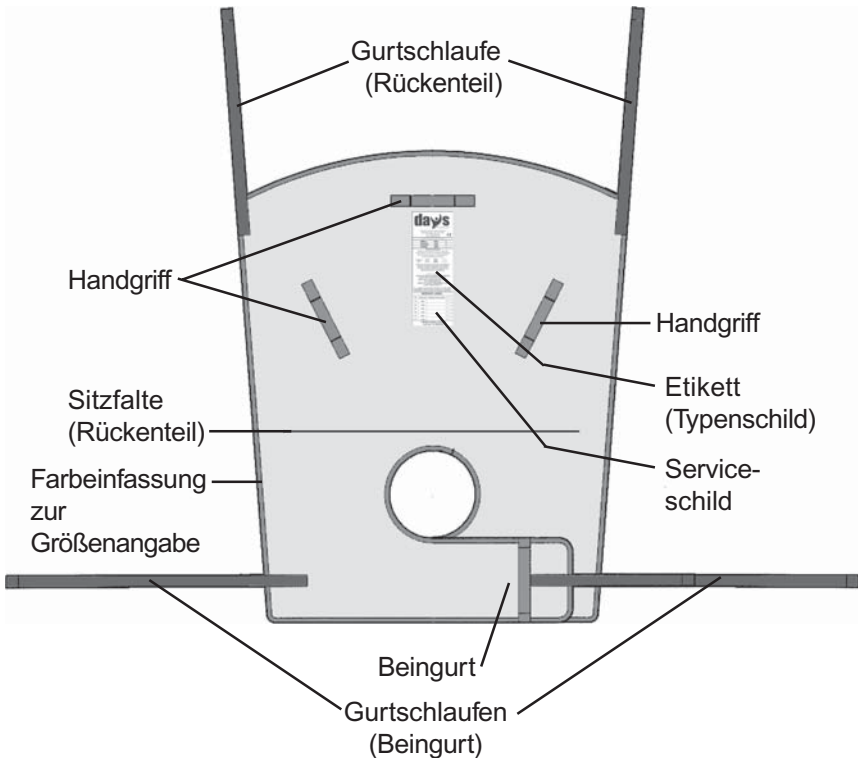 Gurtschlaufe
(Rückenteil)
days
Handgriff
Handgriff
Etikett
(Typenschild)
Sitzfalte
(Rückenteil)
Service-
schild
Farbeinfassung
zur
Größenangabe
Beingurt
Gurtschlaufen
(Beingurt)